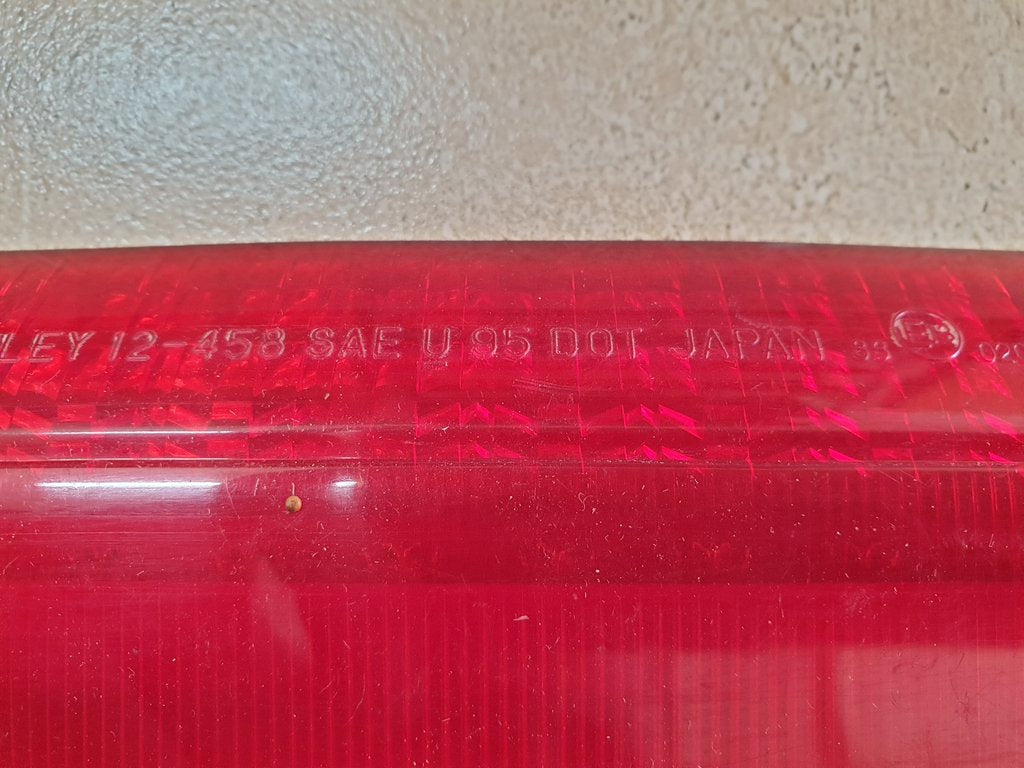 LEY 12-458 SAE U 95 DOT JAPAN